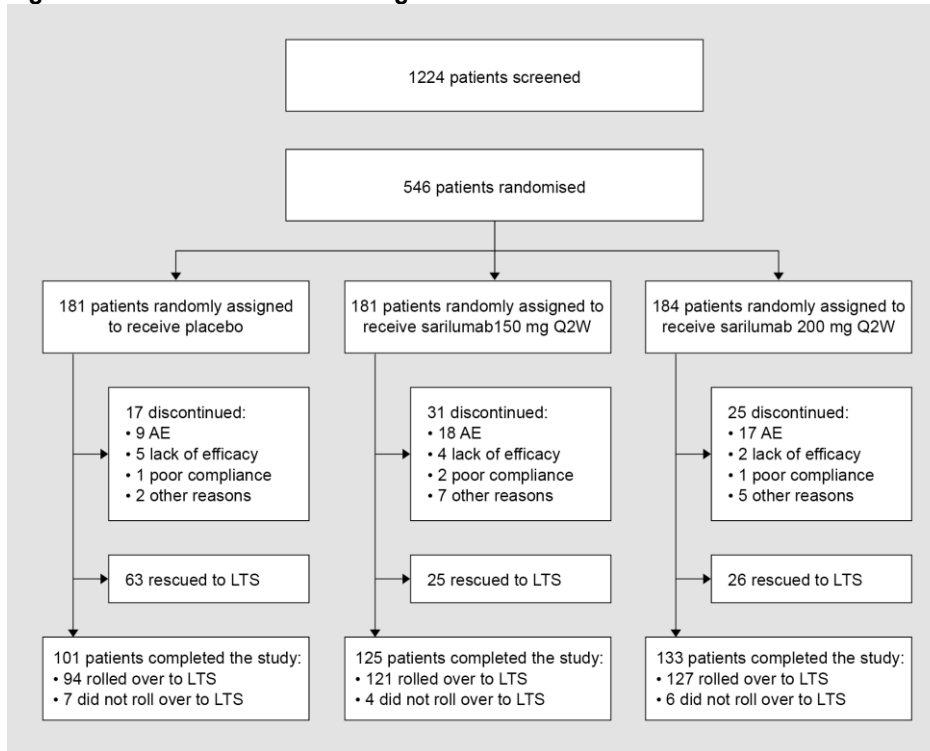 1224 patients screened
546 patients randomised
181 patients randomly assigned
to receive placebo
181 patients randomly assigned to
receive sarilumab150 mg Q2W
184 patients randomly assigned to
receive sarilumab 200 mg Q2W
17 discontinued:
• 9 AE
• 5 lack of efficacy
• 1 poor compliance
• 2 other reasons
31 discontinued:
• 18 AE
• 4 lack of efficacy
• 2 poor compliance
• 7 other reasons
25 discontinued:
• 17 AE
• 2 lack of efficacy
• 1 poor compliance
• 5 other reasons
63 rescued to LTS
25 rescued to LTS
26 rescued to LTS
101 patients completed the study:
• 94 rolled over to LTS
• 7 did not roll over to LTS
125 patients completed the study:
• 121 rolled over to LTS
• 4 did not roll over to LTS
133 patients completed the study:
• 127 rolled over to LTS
• 6 did not roll over to LTS